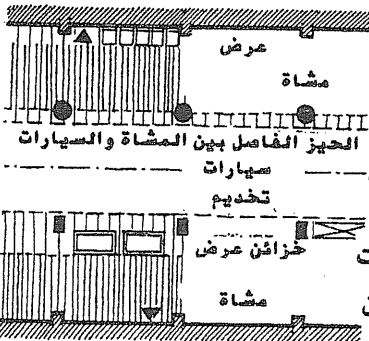 عرض
مشاة
الحيز الفاصل بين المشاة والسيارات
سيارات
تخديم
خزائن عرض
مشاة